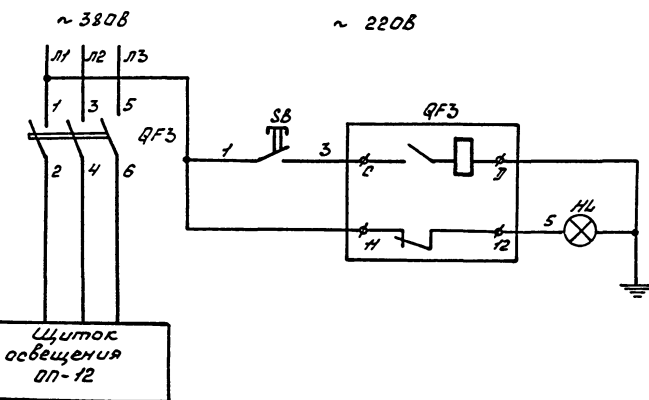 ~ 380В
~ 220В
Л1 Л2 Л3
1 3 5
QF3
2 4 6
SB
1
3
QF3
C
D
11
12
5
HL
Щиток
освещения
ОП-12